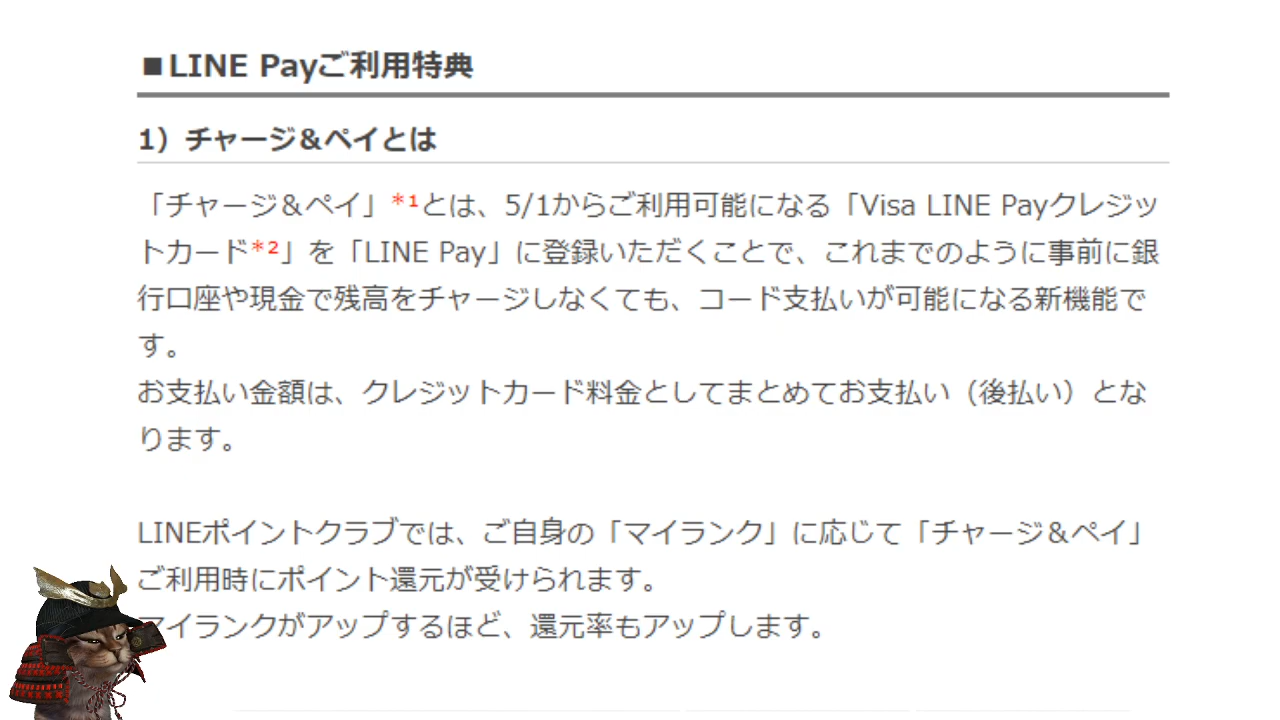 ■LINE Payご利用特典
1）チャージ＆ペイとは
「チャージ＆ペイ」*1とは、5/1からご利用可能になる「Visa LINE Payクレジッ
トカード*2」を「LINE Pay」に登録いただくことで、これまでのように事前に銀
行口座や現金で残高をチャージしなくても、コード支払いが可能になる新機能で
す。
お支払い金額は、クレジットカード料金としてまとめてお支払い（後払い）とな
ります。
LINEポイントクラブでは、ご自身の「マイランク」に応じて「チャージ＆ペイ」
ご利用時にポイント還元が受けられます。
マイランクがアップするほど、還元率もアップします。